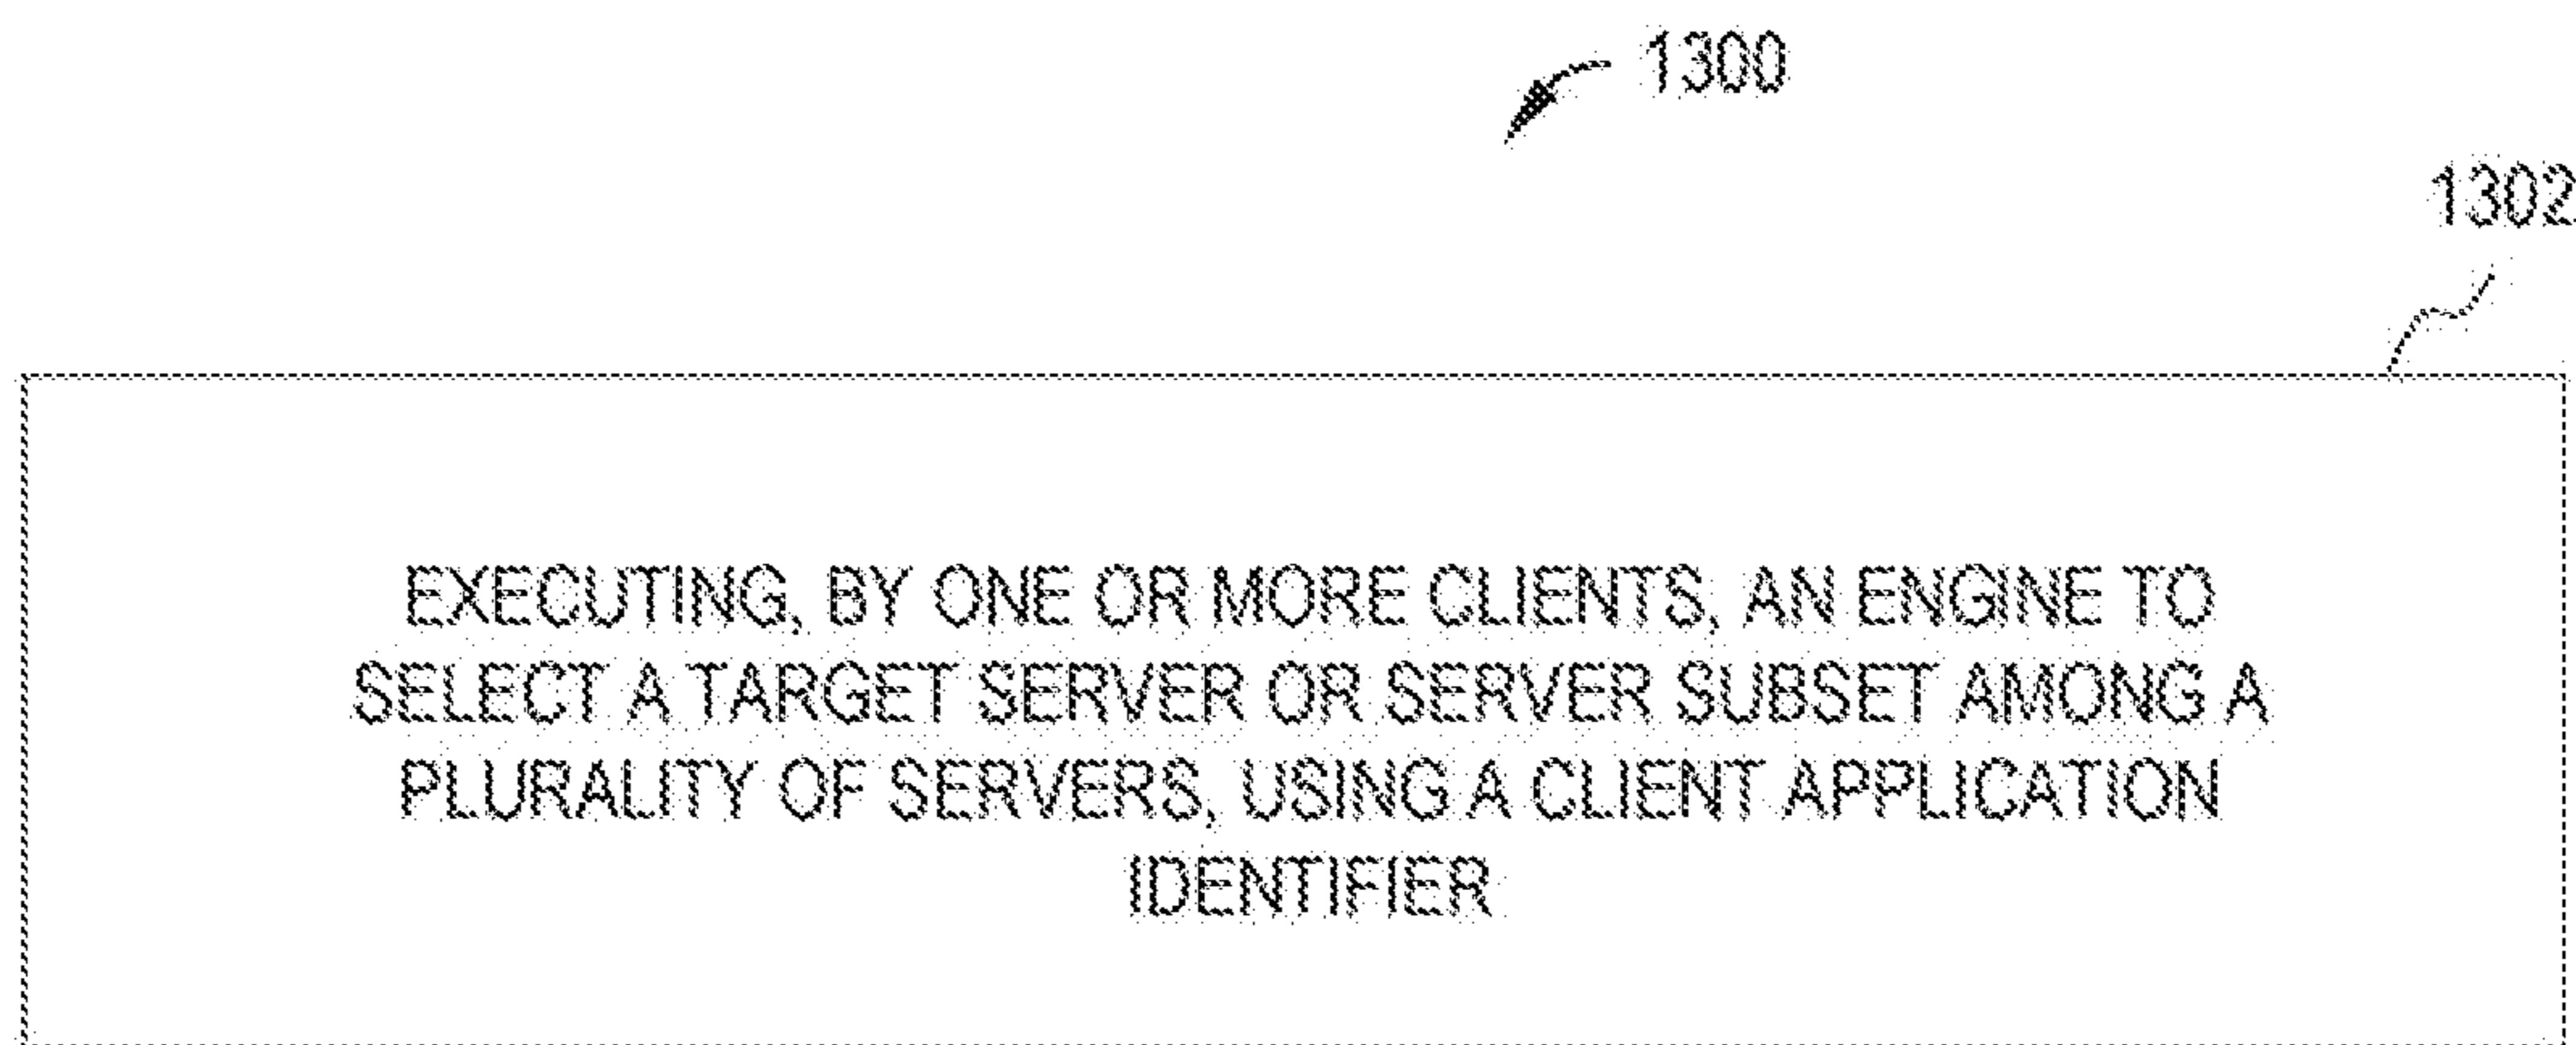 1300
1302
EXECUTING, BY ONE OR MORE CLIENTS, AN ENGINE TO
SELECT A TARGET SERVER OR SERVER SUBSET AMONG A
PLURALITY OF SERVERS, USING A CLIENT APPLICATION
IDENTIFIER